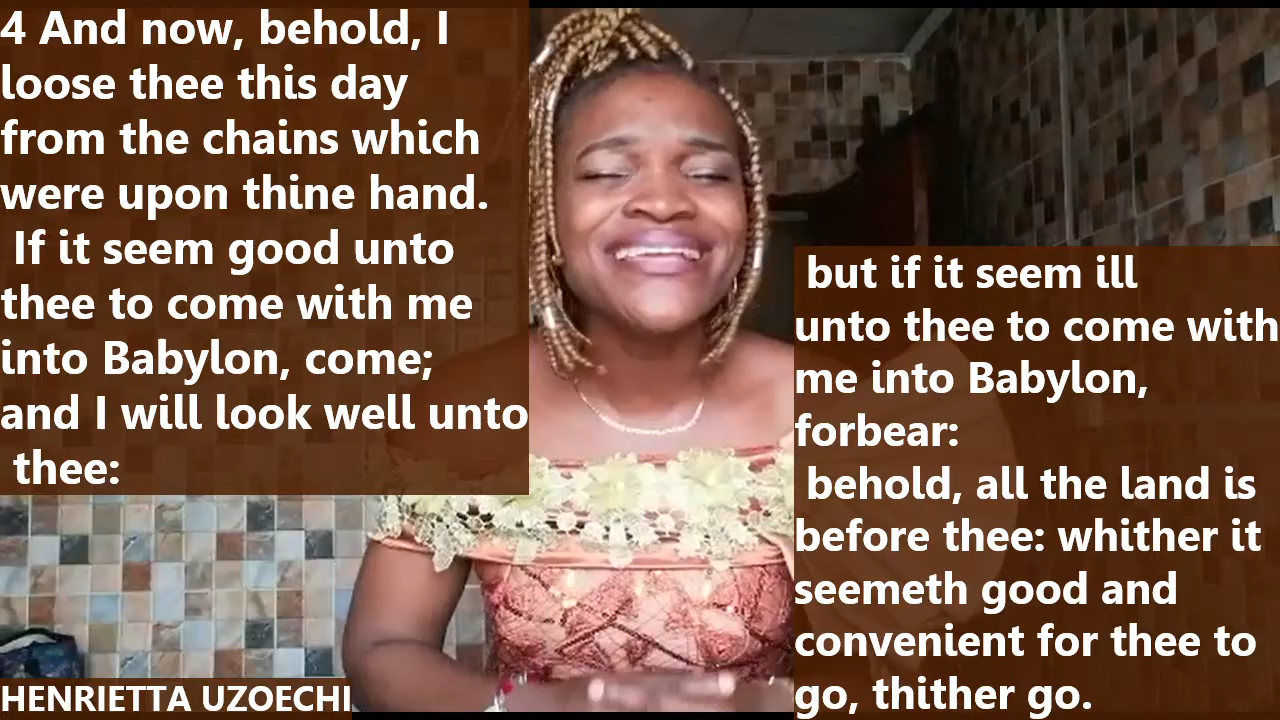 4 And now, behold, I
loose thee this day
from the chains which
were upon thine hand.
If it seem good unto
thee to come with me
into Babylon, come;
and I will look well unto
thee:
but if it seem ill
unto thee to come with
me into Babylon,
forbear:
behold, all the land is
before thee: whither it
seemeth good and
convenient for thee to
go, thither go.
HENRIETTA UZOECHI